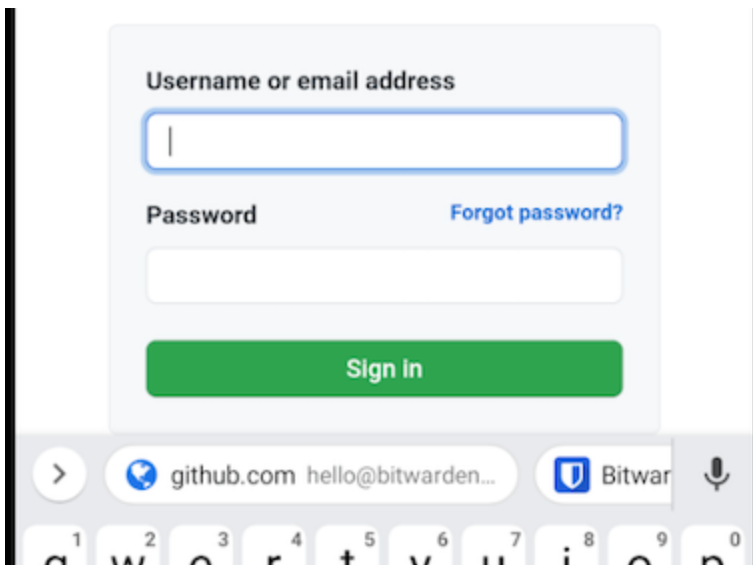 Username or email address
Password Forgot password?
Sign in
github.com hello@bitwarden...
Bitwar
1 2 3 4 5 6 7 8 9 0
q w e r t y u i o p